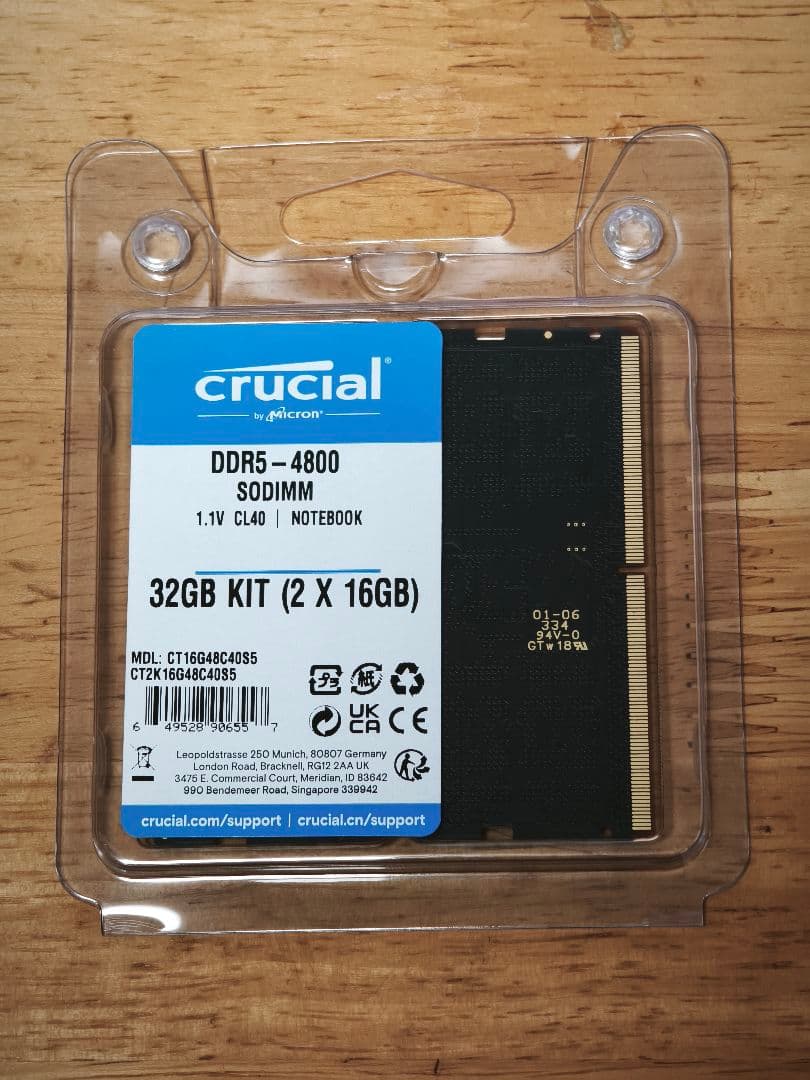 crucial®
by Micron®
DDR5-4800
SODIMM
1.1V CL40 | NOTEBOOK
32GB KIT (2 X 16GB)
MDL: CT16G48C40S5
CT2K16G48C40S5
6 49528 90655 7
プラ
紙
UK
CA
CE
Leopoldstrasse 250 Munich, 80807 Germany
London Road, Bracknell, RG12 2AA UK
3475 E. Commercial Court, Meridian, ID 83642
990 Bendemeer Road, Singapore 339942
crucial.com/support | crucial.cn/support
01-06
334
94V-0
GTw18